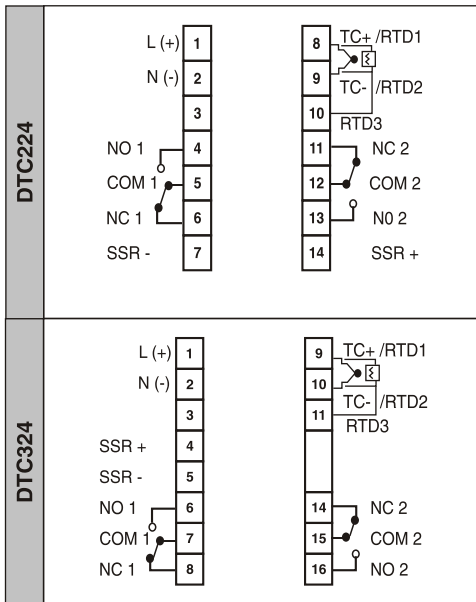 DTC224
L (+) 1
N (-) 2
3
NO 1 4
COM 1 5
NC 1 6
SSR - 7
8 TC+ /RTD1
9 TC- /RTD2
10 RTD3
11 NC 2
12 COM 2
13 N0 2
14 SSR +
DTC324
L (+) 1
N (-) 2
3
SSR + 4
SSR - 5
NO 1 6
COM 1 7
NC 1 8
9 TC+ /RTD1
10 TC- /RTD2
11 RTD3
14 NC 2
15 COM 2
16 NO 2